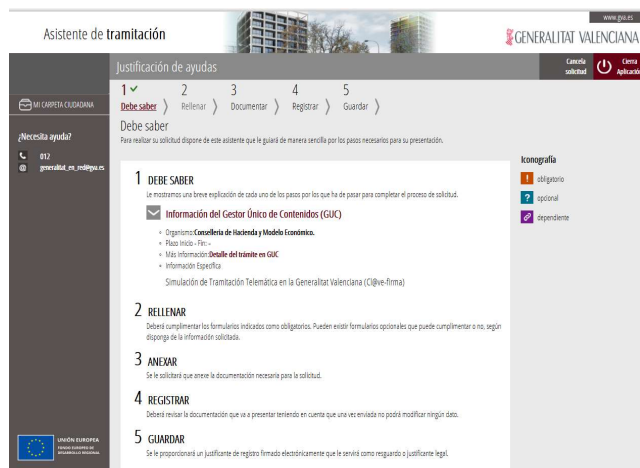 www.gva.es
Asistente de tramitación
GENERALITAT VALENCIANA
Justificación de ayudas
Cancela solicitud
Cierra Aplicación
1 2 3 4 5
Debe saber Rellenar Documentar Registrar Guardar
MI CARPETA CIUDADANA
¿Necesita ayuda?
012
@ generalitat_en_red@gva.es
Debe saber
Para realizar su solicitud dispone de este asistente que le guiará de manera sencilla por los pasos necesarios para su presentación.
Iconografía
! obligatorio
? opcional
dependiente
1 DEBE SABER
Le mostramos una breve explicación de cada uno de los pasos por los que ha de pasar para completar el proceso de solicitud.
Información del Gestor Único de Contenidos (GUC)
Organismo:Conselleria de Hacienda y Modelo Económico.
Plazo Inicio - Fin: -
Más Información:Detalle del trámite en GUC
Información Específica
Simulación de Tramitación Telemática en la Generalitat Valenciana (Cl@ve-firma)
2 RELLENAR
Deberá cumplimentar los formularios indicados como obligatorios. Pueden existir formularios opcionales que puede cumplimentar o no, según
disponga de la información solicitada.
3 ANEXAR
Se le solicitará que anexe la documentación necesaria para la solicitud.
4 REGISTRAR
Deberá revisar la documentación que va a presentar teniendo en cuenta que una vez enviada no podrá modificar ningún dato.
5 GUARDAR
Se le proporcionará un justificante de registro firmado electrónicamente que le servirá como resguardo o justificante legal.
UNIÓN EUROPEA
FONDO EUROPEO DE
DESARROLLO REGIONAL